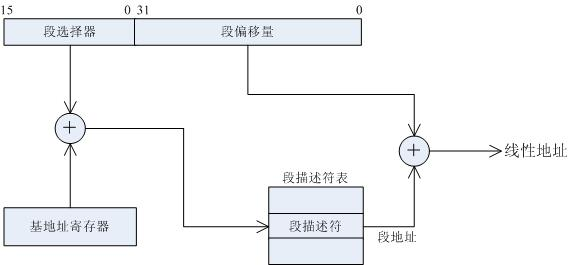 15 0 31 0
段选择器 段偏移量
+
+
线性地址
段描述符表
基地址寄存器
段描述符
段地址